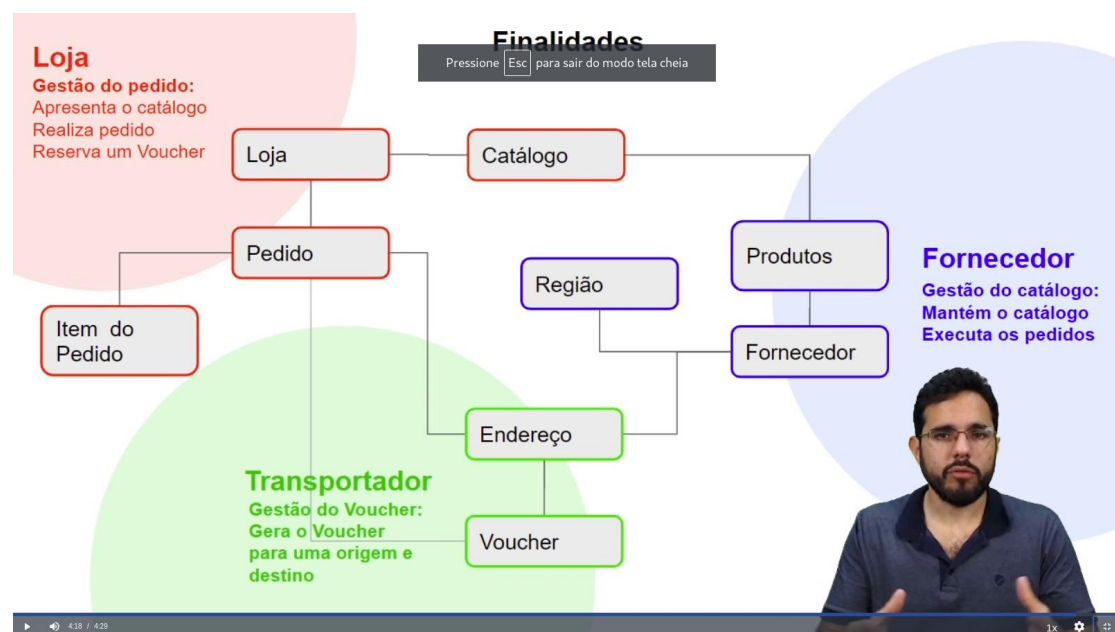 Finalidades
Pressione Esc para sair do modo tela cheia
Loja
Gestão do pedido:
Apresenta o catálogo
Realiza pedido
Reserva um Voucher
Loja
Catálogo
Pedido
Item do
Pedido
Região
Produtos
Fornecedor
Fornecedor
Gestão do catálogo:
Mantém o catálogo
Executa os pedidos
Endereço
Voucher
Transportador
Gestão do Voucher:
Gera o Voucher
para uma origem e
destino
4:18 / 4:29
1x